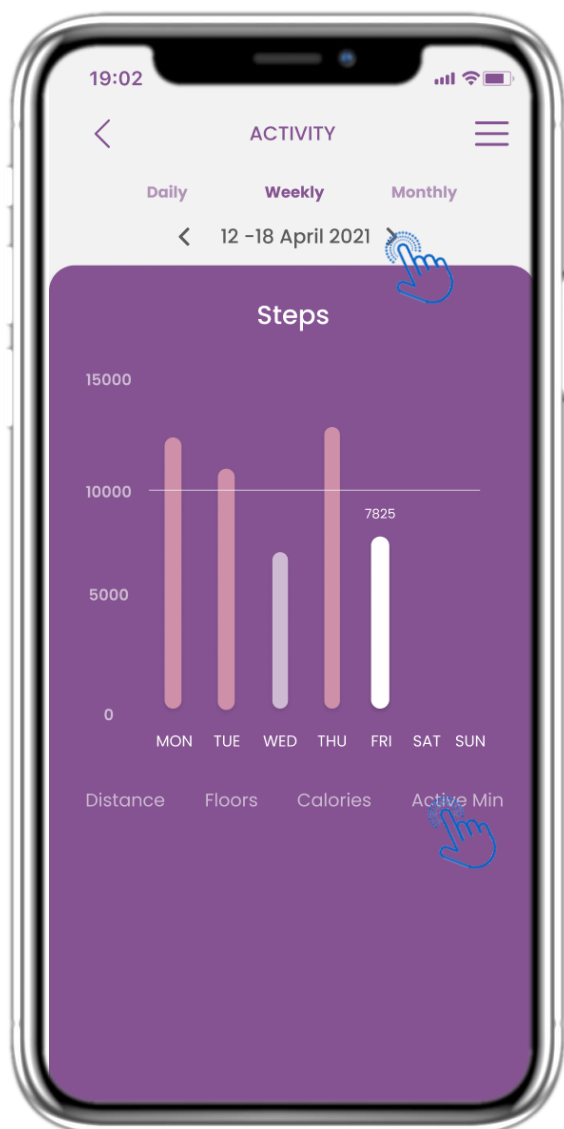 19:02
ACTIVITY
Daily Weekly Monthly
12 -18 April 2021
Steps
15000
10000
7825
5000
0
MON TUE WED THU FRI SAT SUN
Distance Floors Calories Active Min